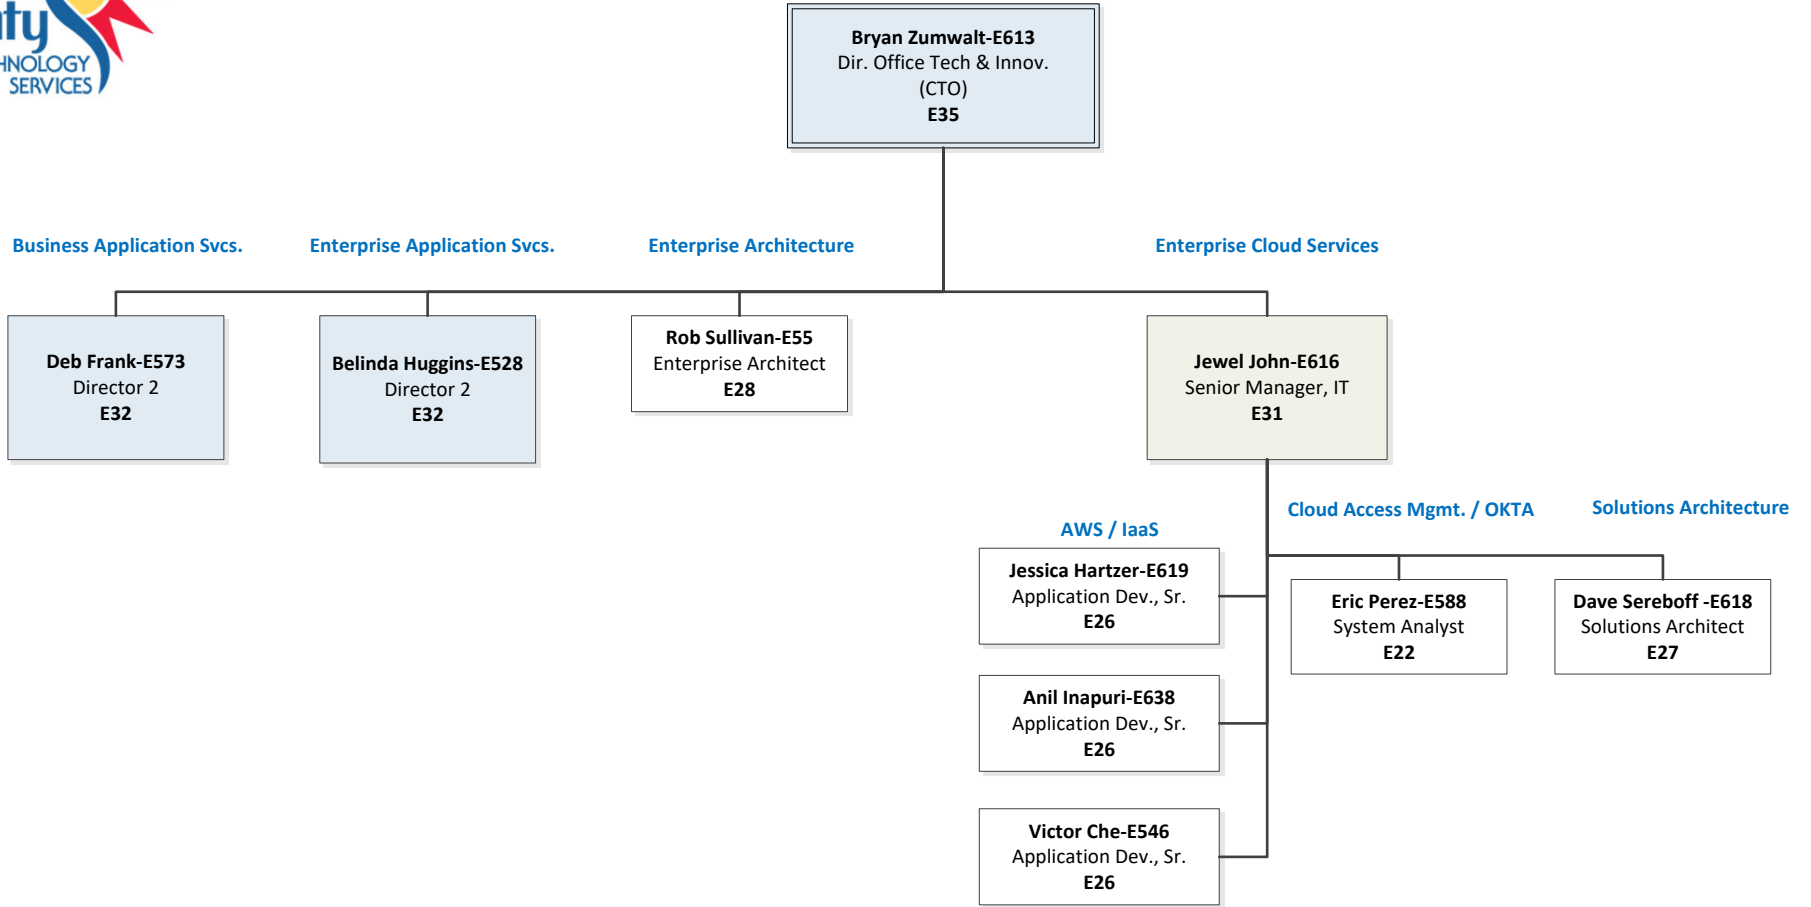 SERVICES
Bryan Zumwalt-E613
Dir. Office Tech & Innov.
(CTO)
E35
Business Application Svcs.
Enterprise Application Svcs.
Enterprise Architecture
Enterprise Cloud Services
Deb Frank-E573
Director 2
E32
Belinda Huggins-E528
Director 2
E32
Rob Sullivan-E55
Enterprise Architect
E28
Jewel John-E616
Senior Manager, IT
E31
AWS / IaaS
Cloud Access Mgmt. / OKTA
Solutions Architecture
Jessica Hartzer-E619
Application Dev., Sr.
E26
Eric Perez-E588
System Analyst
E22
Dave Sereboff -E618
Solutions Architect
E27
Anil Inapuri-E638
Application Dev., Sr.
E26
Victor Che-E546
Application Dev., Sr.
E26